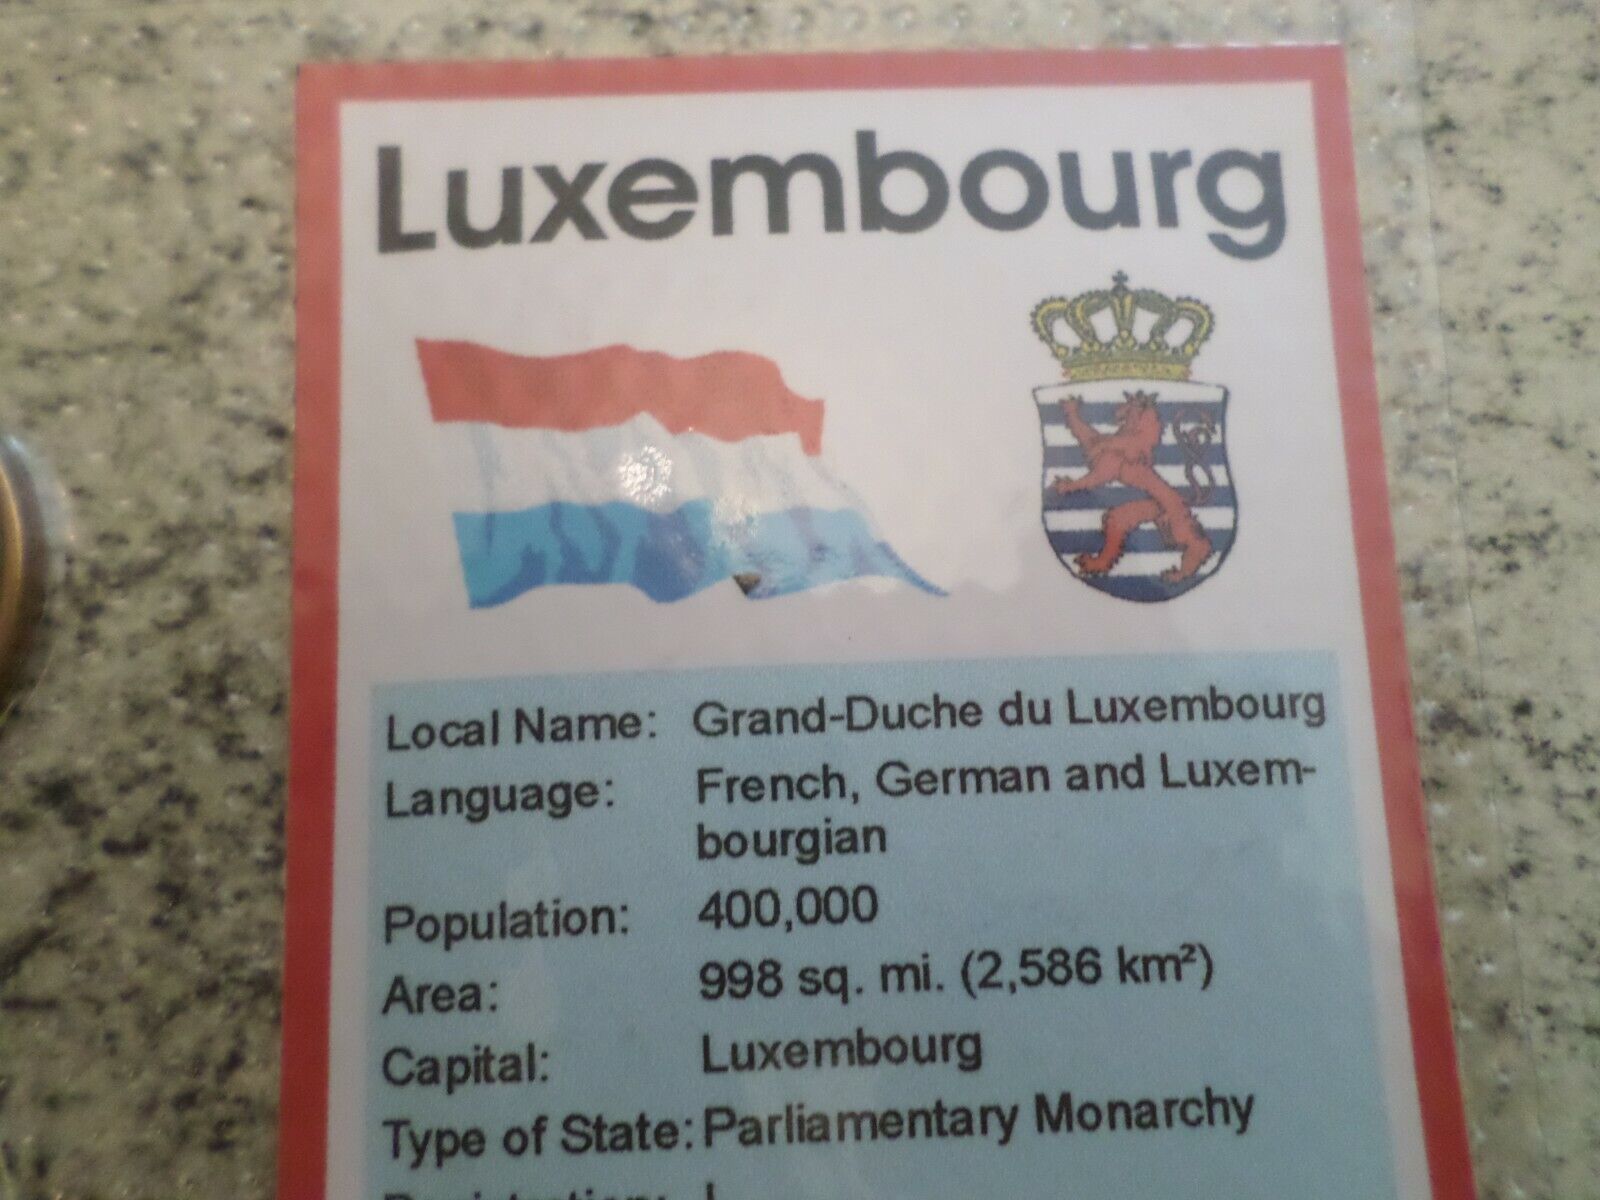 Luxembourg
Local Name: Grand-Duche du Luxembourg
Language: French, German and Luxem-
bourgian
Population: 400,000
Area: 998 sq. mi. (2,586 km²)
Capital: Luxembourg
Type of State: Parliamentary Monarchy
Registration: L